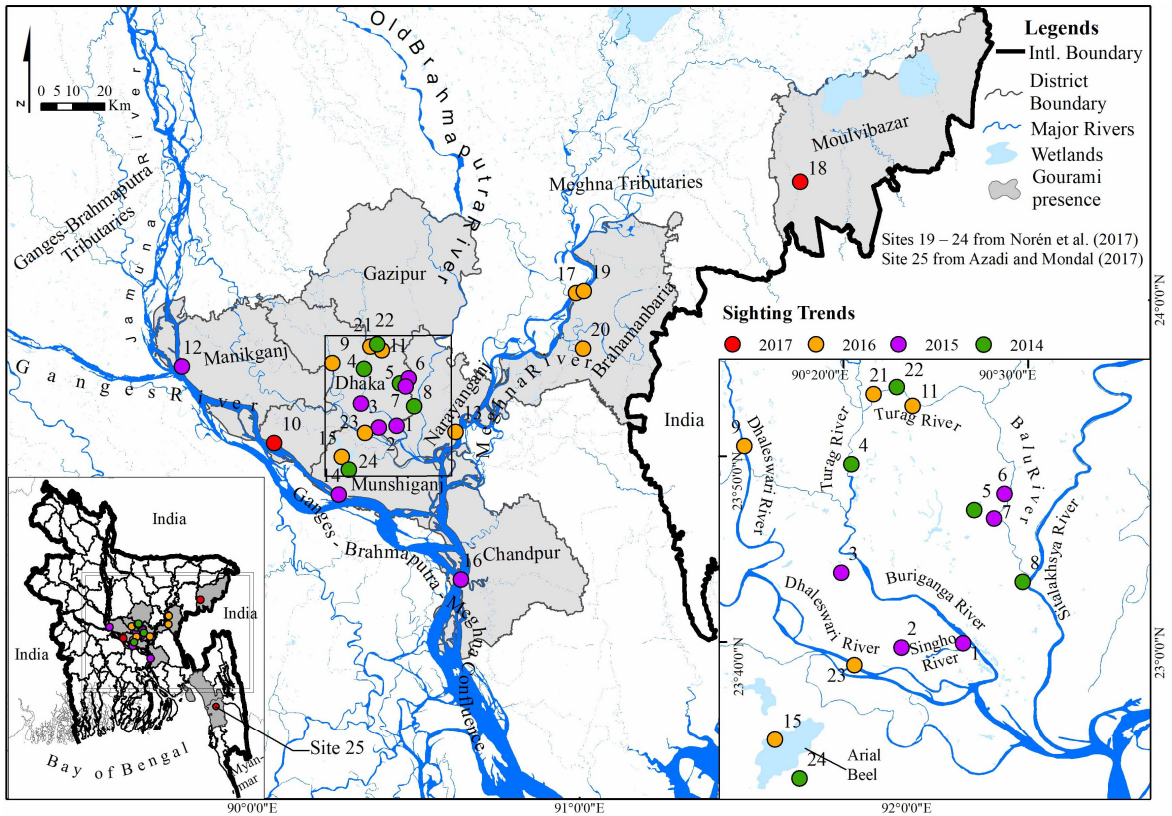 Legends
Intl. Boundary
District
Boundary
Major Rivers
Wetlands
Gourami
presence
Sites 19 – 24 from Norén et al. (2017)
Site 25 from Azadi and Mondal (2017)
Sighting Trends
2017
2016
2015
2014
z
0 5 10 20
Km
Old Brahmaputra River
Jamuna River
Ganges-Brahmaputra
Tributaries
Meghna Tributaries
Moulvibazar
18
Gazipur
17
19
20
Brahamanbaria
Meghna River
Narayanganj
Manikganj
12
Ganges River
Dhaka
21
22
9
11
4
5
6
7
8
3
23
1
2
13
10
15
24
14
Munshiganj
Ganges-
Brahmaputra
Meghna Confluence
16
Chandpur
India
India
India
India
Bay of Bengal
Myan-
mar
Site 25
90°0'0"E
91°0'0"E
92°0'0"E
24°0'0"N
23°0'0"N
90°20'0"E
90°30'0"E
23°50'0"N
23°40'0"N
21
22
11
Turag River
Turag River
9
Dhaleswari River
4
Balu River
6
5
7
8
Sitalakhsya River
3
Buriganga River
Dhaleswari River
2
Singho
River
1
23
15
Arial
Beel
24